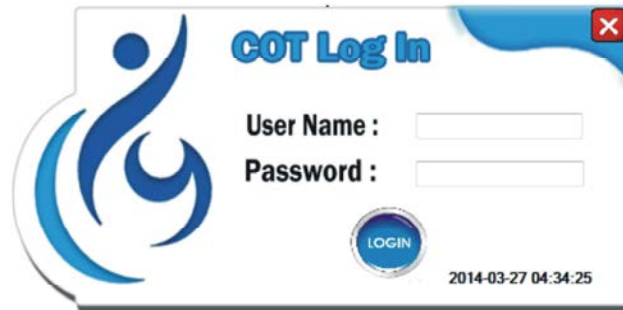 COT Log In
User Name :
Password :
LOGIN
2014-03-27 04:34:25